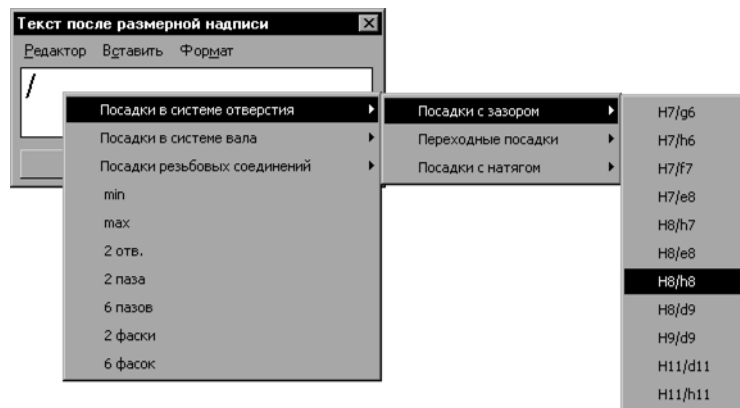 Текст после размерной надписи
Редактор Вставить Формат
/
Посадки в системе отверстия
Посадки в системе вала
Посадки резьбовых соединений
min
max
2 отв.
2 паза
6 пазов
2 фаски
6 фасок
Посадки с зазором
Переходные посадки
Посадки с натягом
H7/g6
H7/h6
H7/f7
H7/e8
H8/h7
H8/e8
H8/h8
H8/d9
H9/d9
H11/d11
H11/h11